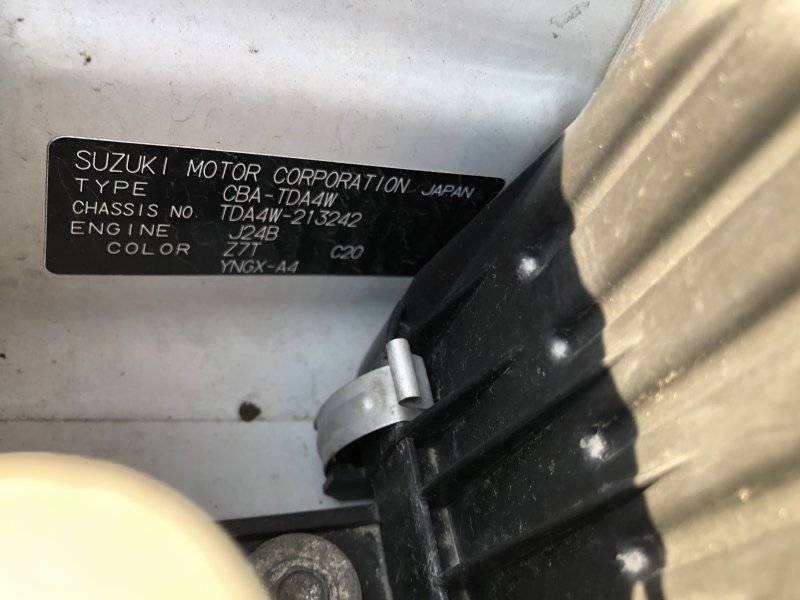 SUZUKI MOTOR CORPORATION JAPAN
TYPE CBA-TDA4W
CHASSIS NO. TDA4W-213242
ENGINE J24B
COLOR Z7T C20
YNGX-A4